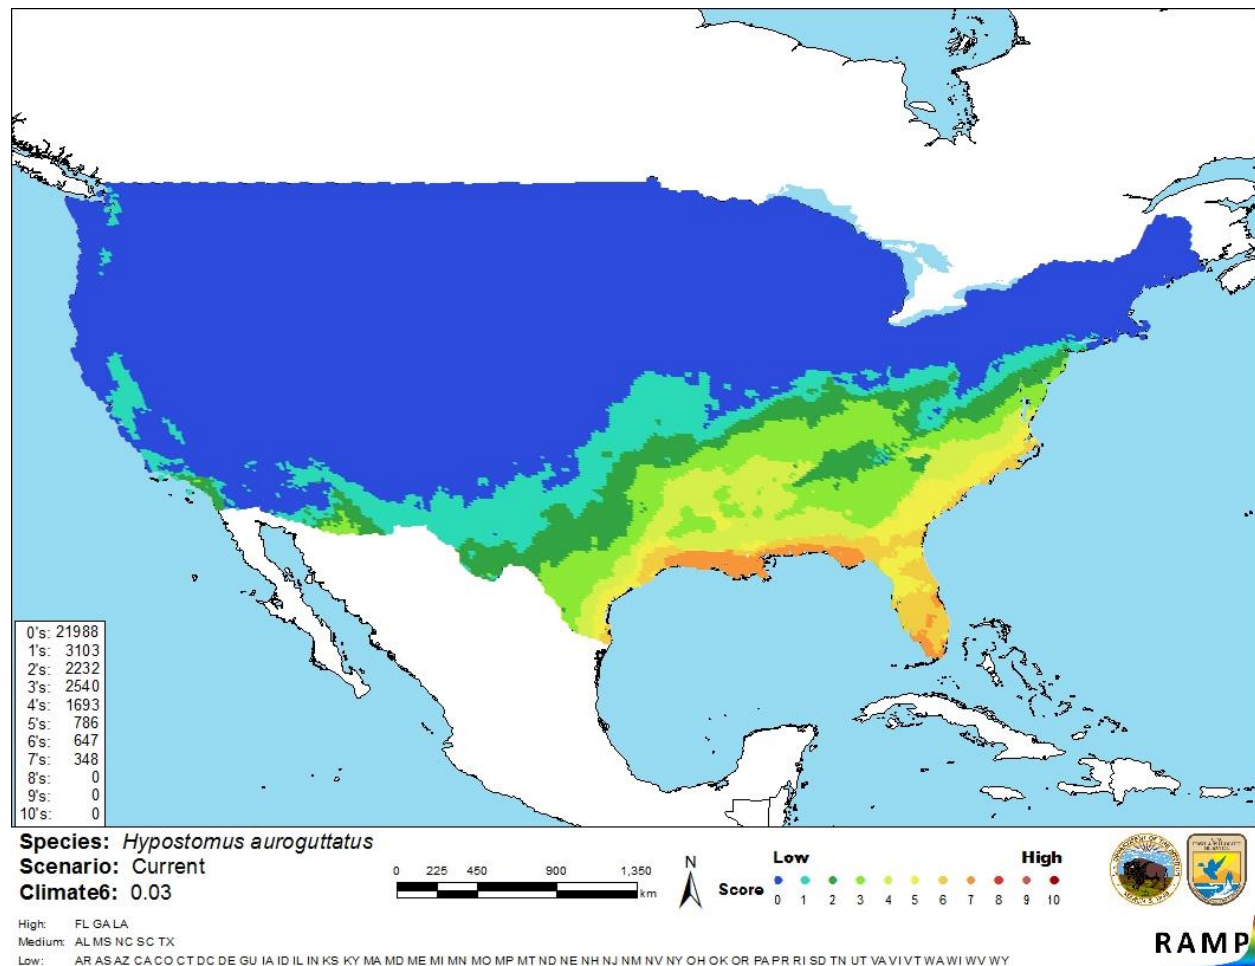 0's: 21988
1's: 3103
2's: 2232
3's: 2540
4's: 1693
5's: 786
6's: 647
7's: 348
8's: 0
9's: 0
10's: 0
Species: Hypostomus auroguttatus
Scenario: Current
Climate6: 0.03
0 225 450 900 1,350
km
N
Low High
Score
0 1 2 3 4 5 6 7 8 9 10
High: FL GA LA
Medium: AL MS NC SC TX
Low: AR AS AZ CA CO CT DC DE GU IA ID IL IN KS KY MA MD ME MI MN MO MP MT ND NE NH NJ NM NV NY OH OK OR PA PR RI SD TN UT VA VI VT WA WI WV WY
RAMP